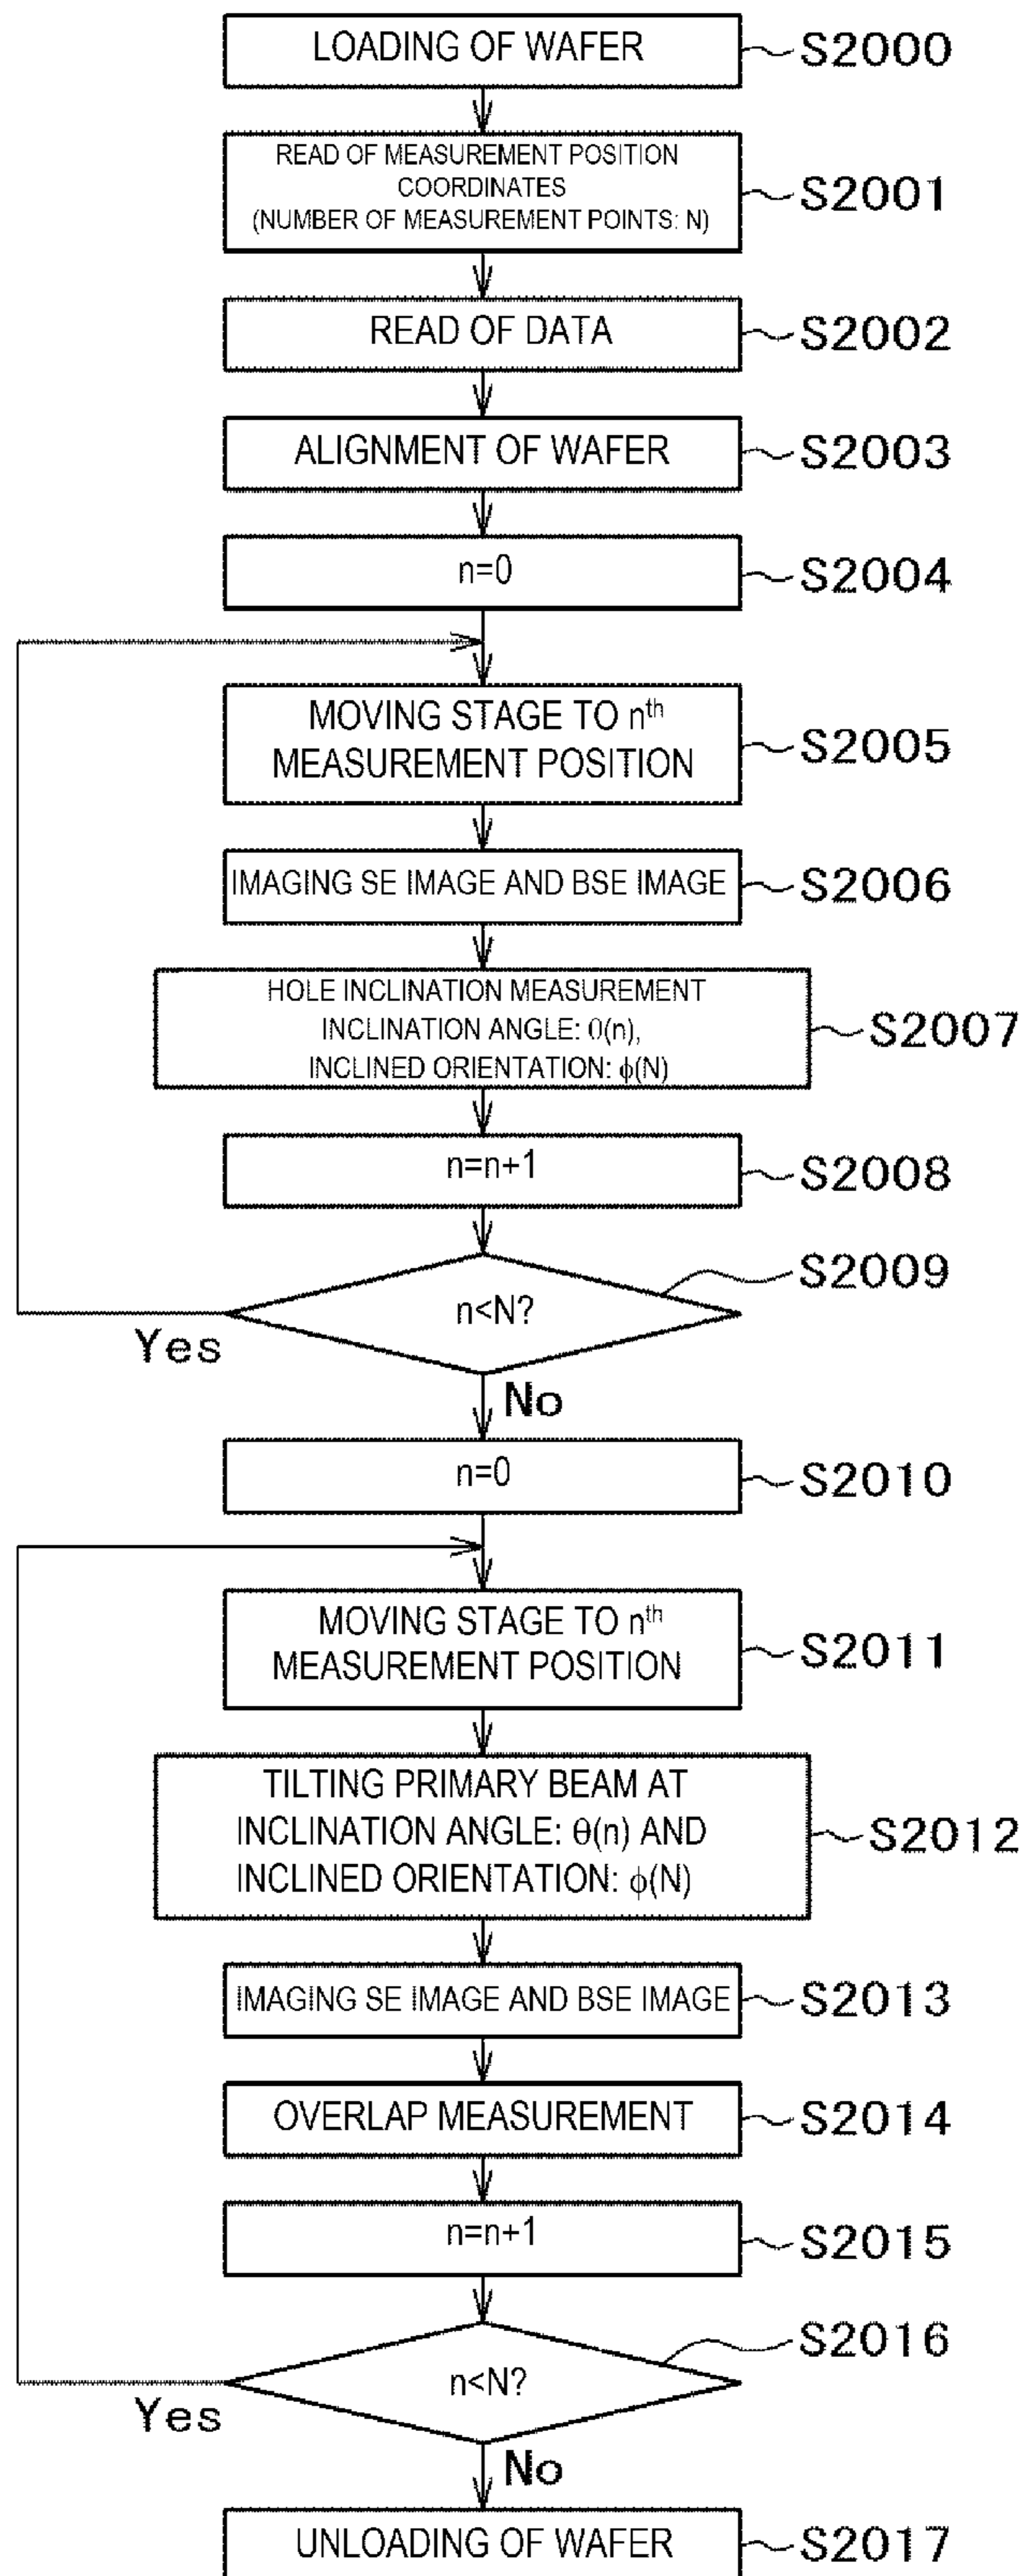 LOADING OF WAFER
S2000
READ OF MEASUREMENT POSITION
COORDINATES
(NUMBER OF MEASUREMENT POINTS: N)
S2001
READ OF DATA
S2002
ALIGNMENT OF WAFER
S2003
n=0
S2004
MOVING STAGE TO nth
MEASUREMENT POSITION
S2005
IMAGING SE IMAGE AND BSE IMAGE
S2006
HOLE INCLINATION MEASUREMENT
INCLINATION ANGLE: θ(n),
INCLINED ORIENTATION: ϕ(N)
S2007
n=n+1
S2008
n<N?
S2009
Yes
No
n=0
S2010
MOVING STAGE TO nth
MEASUREMENT POSITION
S2011
TILTING PRIMARY BEAM AT
INCLINATION ANGLE: θ(n) AND
INCLINED ORIENTATION: ϕ(N)
S2012
IMAGING SE IMAGE AND BSE IMAGE
S2013
OVERLAP MEASUREMENT
S2014
n=n+1
S2015
n<N?
S2016
Yes
No
UNLOADING OF WAFER
S2017